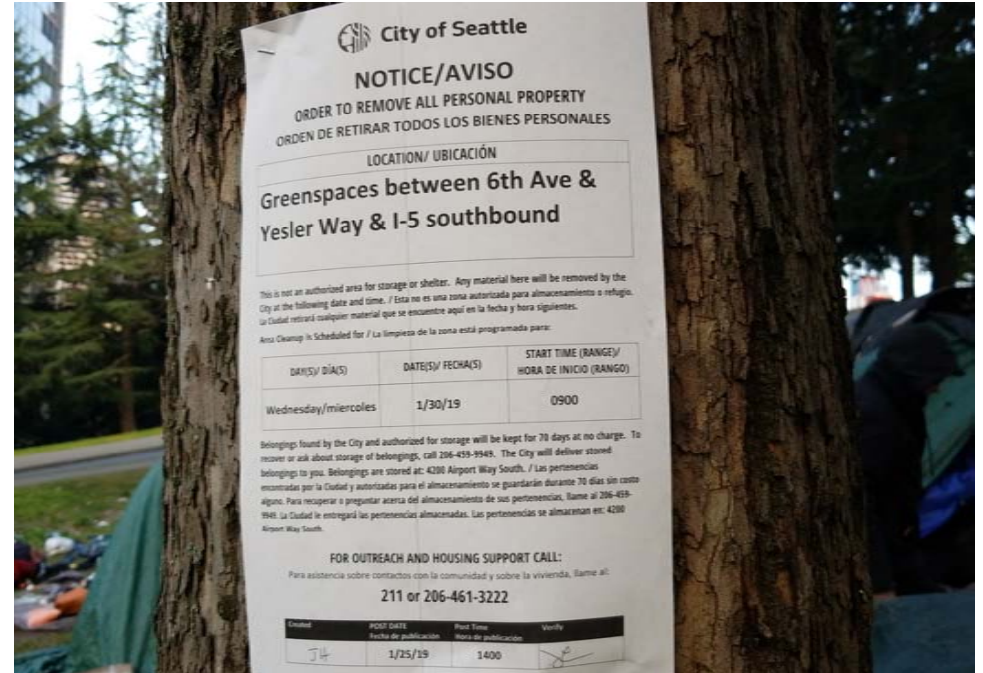 City of Seattle
NOTICE/AVISO
ORDER TO REMOVE ALL PERSONAL PROPERTY
ORDEN DE RETIRAR TODOS LOS BIENES PERSONALES
LOCATION/ UBICACIÓN
Greenspaces between 6th Ave &
Yesler Way & I-5 southbound
This is not an authorized area for storage or shelter. Any material here will be removed by the
City at the following date and time. / Esta no es una zona autorizada para almacenamiento o refugio.
La Ciudad retirará cualquier material que se encuentre aquí en la fecha y hora siguientes.
Area Cleanup is Scheduled for / La limpieza de la zona está programada para:
DAY(S)/ DÍA(S) DATE(S)/ FECHA(S) START TIME (RANGE)/
HORA DE INICIO (RANGO)
Wednesday/miercoles 1/30/19 0900
Belongings found by the City and authorized for storage will be kept for 70 days at no charge. To
recover or ask about storage of belongings, call 206-459-9949. The City will deliver stored
belongings to you. Belongings are stored at: 4200 Airport Way South. / Las pertenencias
encontradas por la Ciudad y autorizadas para el almacenamiento se guardarán durante 70 días sin costo
alguno. Para recuperar o preguntar acerca del almacenamiento de sus pertenencias, llame al 206-459-
9949. La Ciudad le entregará las pertenencias almacenadas. Las pertenencias se almacenan en: 4200
Airport Way South.
FOR OUTREACH AND HOUSING SUPPORT CALL:
Para asistencia sobre contactos con la comunidad y sobre la vivienda, llame al:
211 or 206-461-3222
Created POST DATE Post Time Verify
Fecha de publicación Hora de publicación
JH 1/25/19 1400